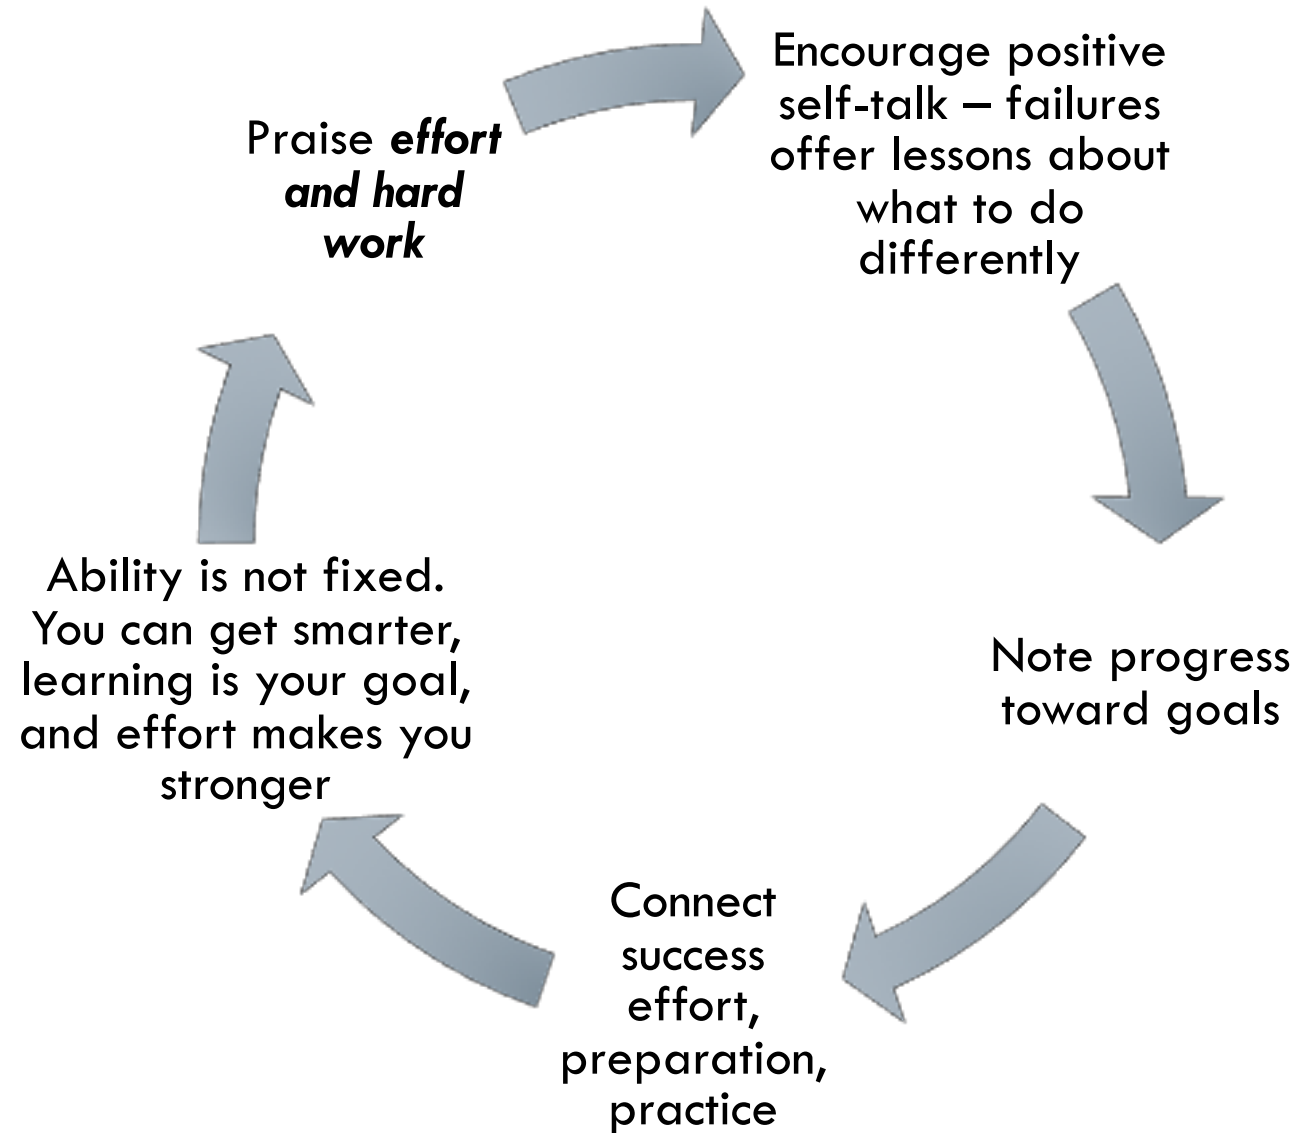 Praise effort
and hard
work
Encourage positive
self-talk – failures
offer lessons about
what to do
differently
Note progress
toward goals
Connect
success
effort,
preparation,
practice
Ability is not fixed.
You can get smarter,
learning is your goal,
and effort makes you
stronger